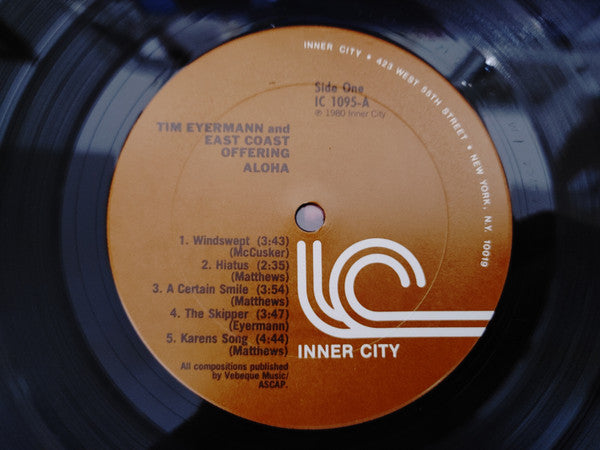 INNER CITY • 423 WEST 55TH STREET • NEW YORK, N.Y. 10019
Side One
IC 1095-A
℗ 1980 Inner City
TIM EYERMANN and
EAST COAST
OFFERING
ALOHA
1. Windswept (3:43)
(McCusker)
2. Hiatus (2:35)
(Matthews)
3. A Certain Smile (3:54)
(Matthews)
4. The Skipper (3:47)
(Eyermann)
5. Karens Song (4:44)
(Matthews)
All compositions published
by Vebeque Music/
ASCAP.
IC
INNER CITY